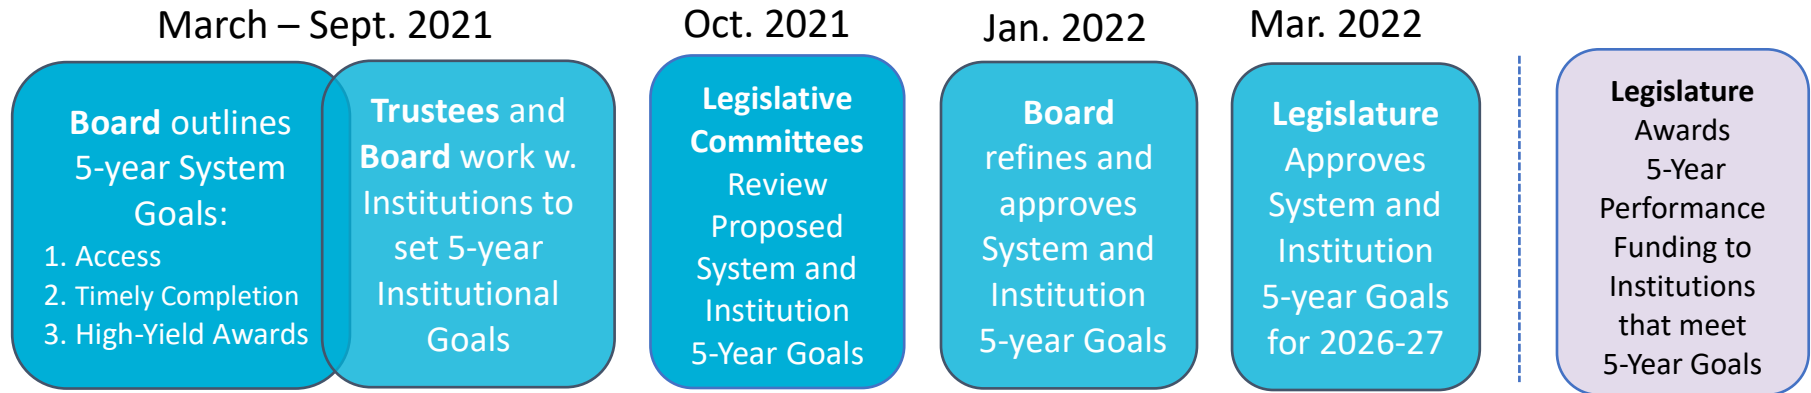 March – Sept. 2021
Board outlines
5-year System
Goals:
1. Access
2. Timely Completion
3. High-Yield Awards
Trustees and
Board work w.
Institutions to
set 5-year
Institutional
Goals
Oct. 2021
Legislative
Committees
Review
Proposed
System and
Institution
5-Year Goals
Jan. 2022
Board
refines and
approves
System and
Institution
5-year Goals
Mar. 2022
Legislature
Approves
System and
Institution
5-year Goals
for 2026-27
Legislature
Awards
5-Year
Performance
Funding to
Institutions
that meet
5-Year Goals